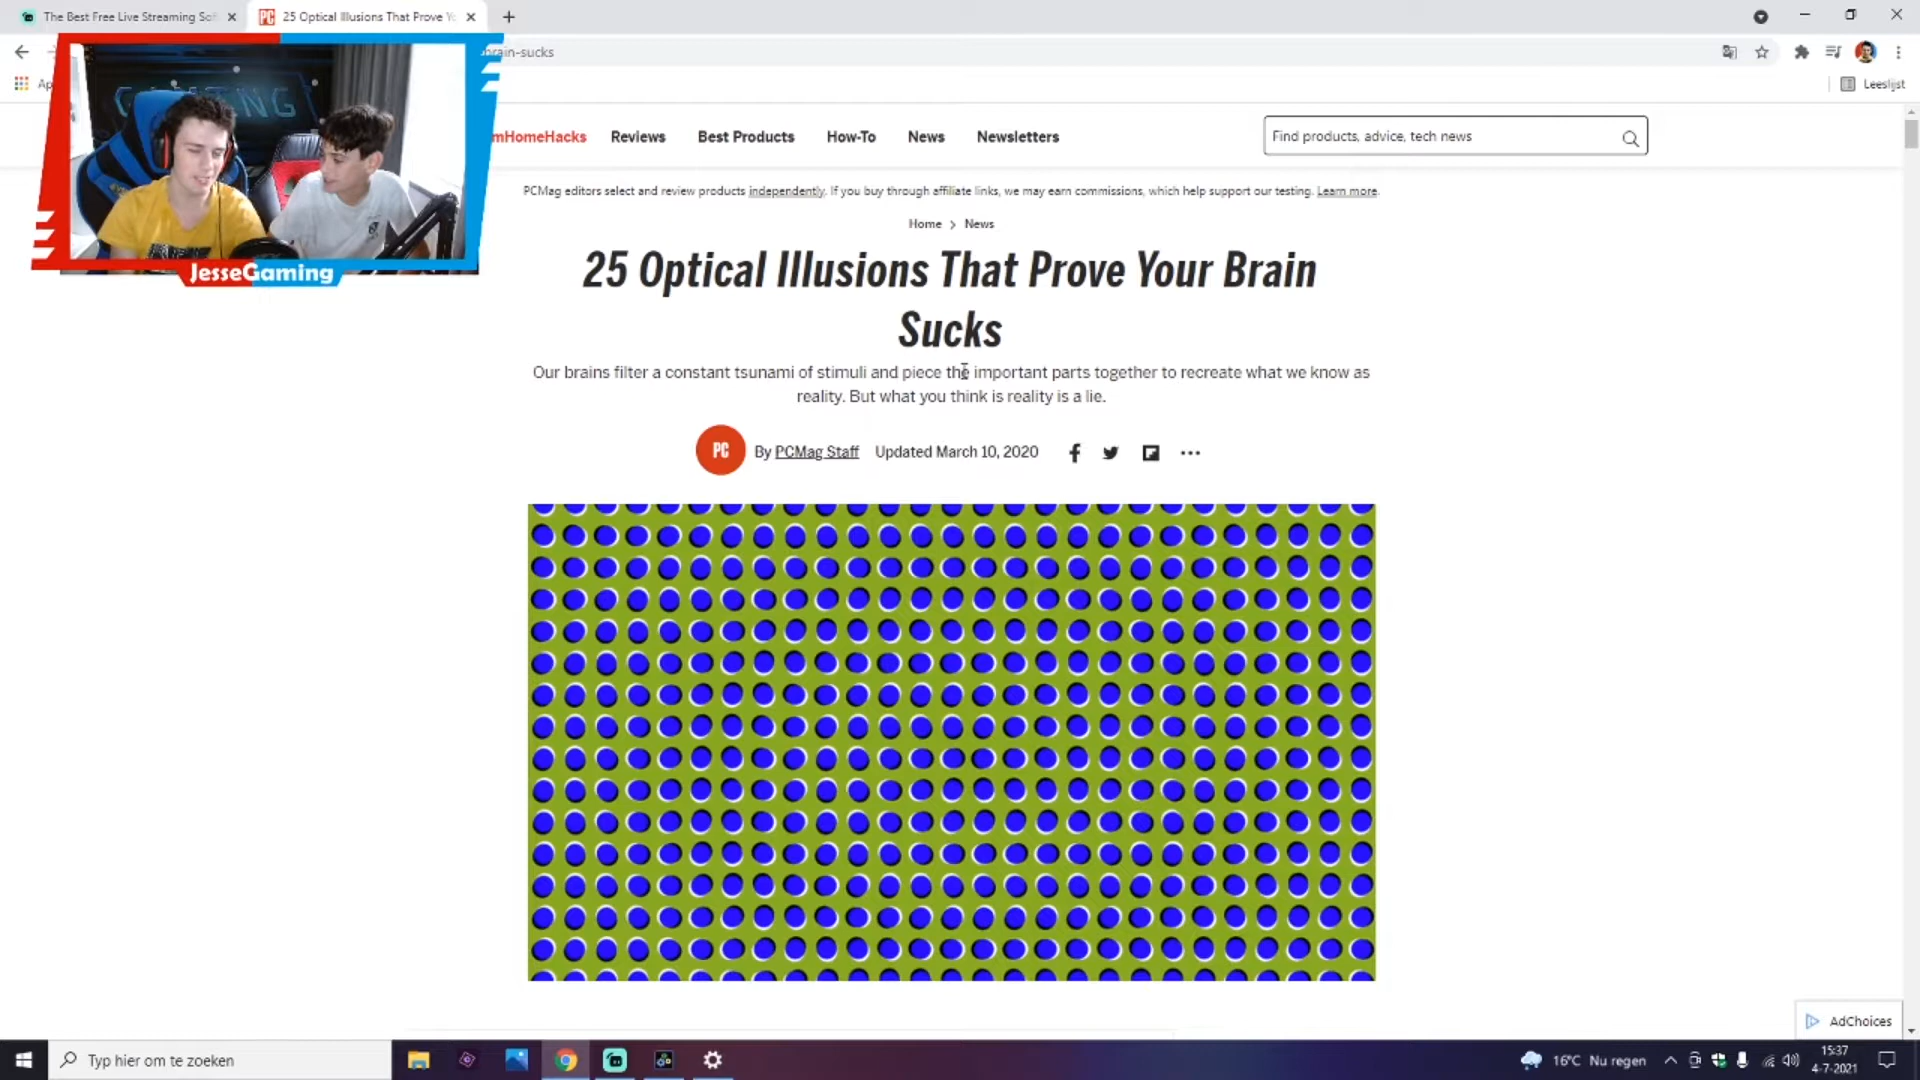 The Best Free Live Streaming Sof
25 Optical Illusions That Prove Yo
brain-sucks
Ap
Leeslijst
GAMING
JesseGaming
mHomeHacks
Reviews
Best Products
How-To
News
Newsletters
Find products, advice, tech news
PCMag editors select and review products independently. If you buy through affiliate links, we may earn commissions, which help support our testing. Learn more.
Home > News
25 Optical Illusions That Prove Your Brain
Sucks
Our brains filter a constant tsunami of stimuli and piece the important parts together to recreate what we know as
reality. But what you think is reality is a lie.
PC
By PCMag Staff
Updated March 10, 2020
AdChoices
Typ hier om te zoeken
16°C Nu regen
15:37
4-7-2021